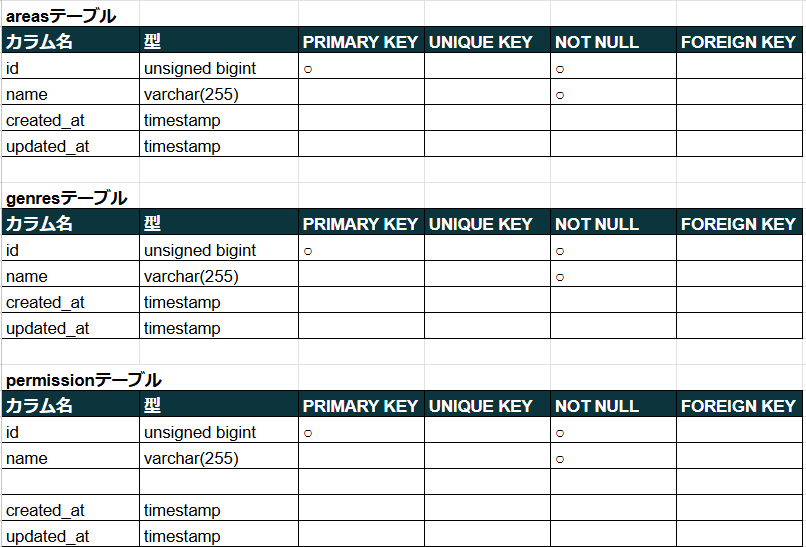 areasテーブル
カラム名 型 PRIMARY KEY UNIQUE KEY NOT NULL FOREIGN KEY
id unsigned bigint ○ ○
name varchar(255) ○
created_at timestamp
updated_at timestamp
genresテーブル
カラム名 型 PRIMARY KEY UNIQUE KEY NOT NULL FOREIGN KEY
id unsigned bigint ○ ○
name varchar(255) ○
created_at timestamp
updated_at timestamp
permissionテーブル
カラム名 型 PRIMARY KEY UNIQUE KEY NOT NULL FOREIGN KEY
id unsigned bigint ○ ○
name varchar(255) ○
created_at timestamp
updated_at timestamp